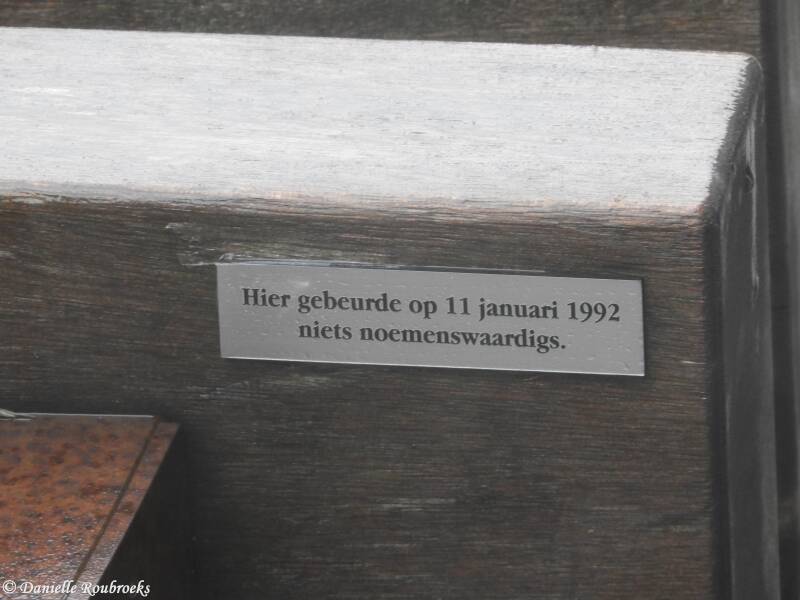 Hier gebeurde op 11 januari 1992
niets noemenswaardigs.
© Danielle Roubroeks